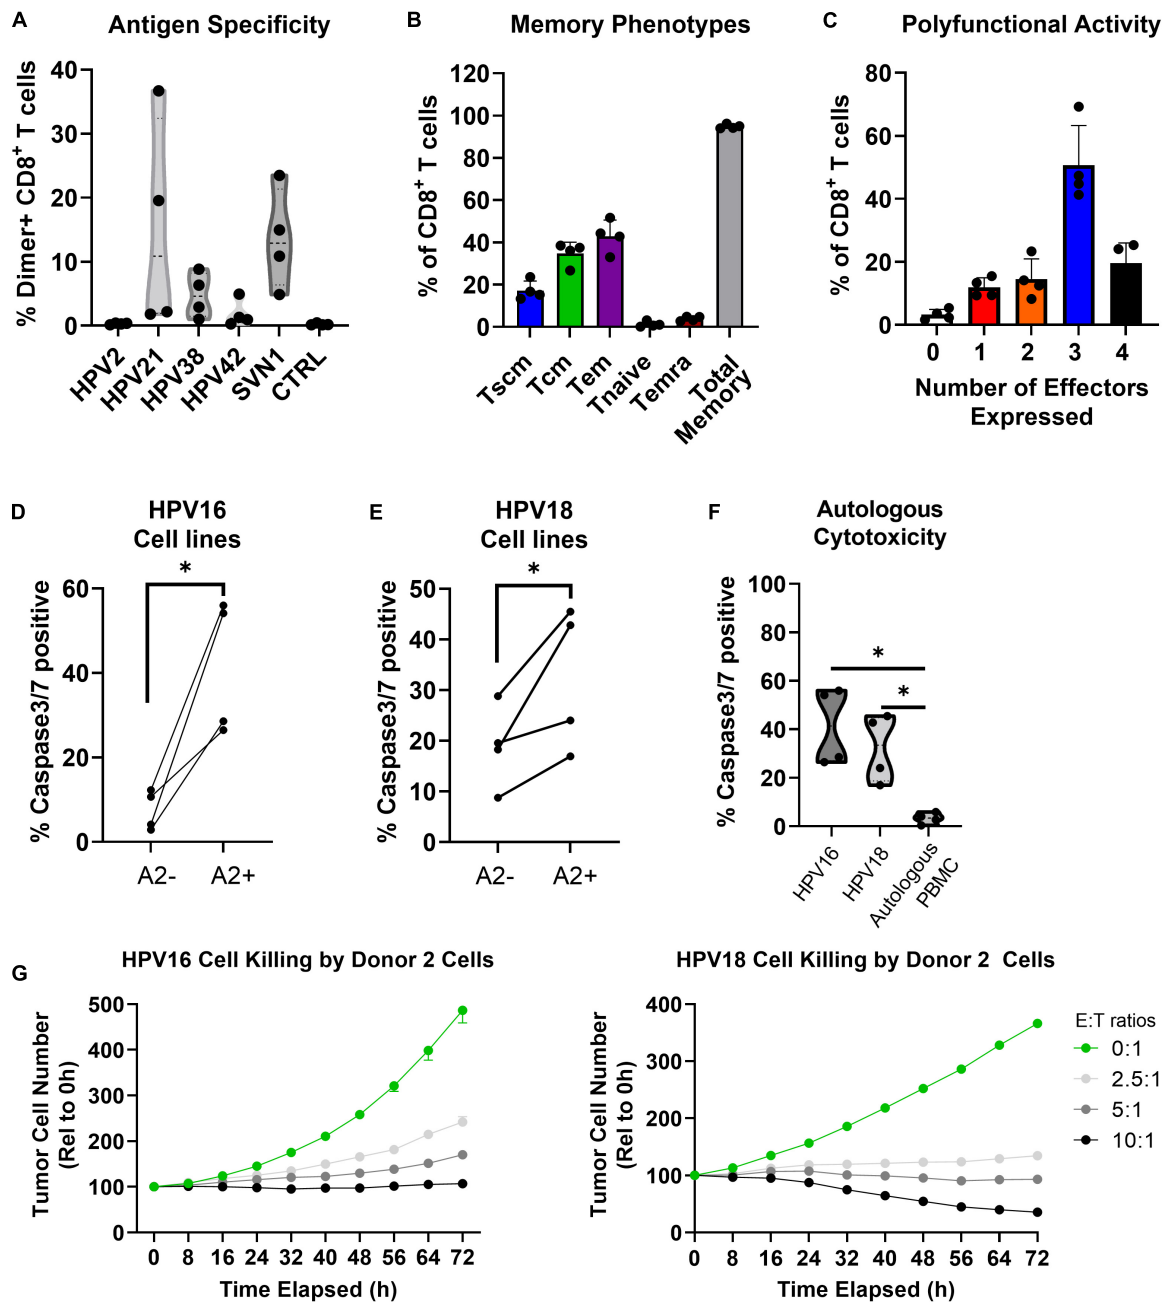 A
Antigen Specificity
% Dimer+ CD8+ T cells
40
30
20
10
0
HPV2
HPV21
HPV38
HPV42
SVN1
CTRL
B
Memory Phenotypes
% of CD8+ T cells
120
100
80
60
40
20
0
Tscm
Tcm
Tem
Tnaive
Temra
Total
Memory
C
Polyfunctional Activity
% of CD8+ T cells
80
60
40
20
0
0 1 2 3 4
Number of Effectors
Expressed
D
HPV16
Cell lines
% Caspase3/7 positive
60
40
20
0
*
A2- A2+
E
HPV18
Cell lines
% Caspase3/7 positive
50
40
30
20
10
0
*
A2- A2+
F
Autologous
Cytotoxicity
% Caspase3/7 positive
100
80
60
40
20
0
*
*
HPV16
HPV18
Autologous
PBMC
G
HPV16 Cell Killing by Donor 2 Cells
Tumor Cell Number
(Rel to 0h)
500
400
300
200
100
0
0 8 16 24 32 40 48 56 64 72
Time Elapsed (h)
HPV18 Cell Killing by Donor 2 Cells
Tumor Cell Number
(Rel to 0h)
400
300
200
100
0
0 8 16 24 32 40 48 56 64 72
Time Elapsed (h)
E:T ratios
0:1
2.5:1
5:1
10:1